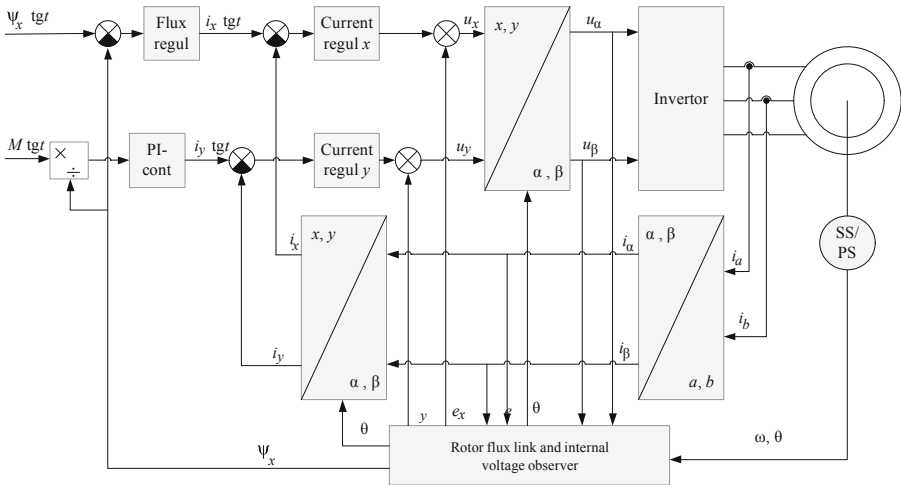 ψx tgt
Flux regul
ix tgt
Current regul x
ux
x, y
uα
Invertor
M tgt
×
÷
PI-cont
iy tgt
Current regul y
uy
uβ
α , β
ix
x, y
iα
α , β
ia
SS/
PS
ib
iy
α , β
iβ
a, b
θ
y
ex
e
θ
ψx
Rotor flux link and internal
voltage observer
ω, θ